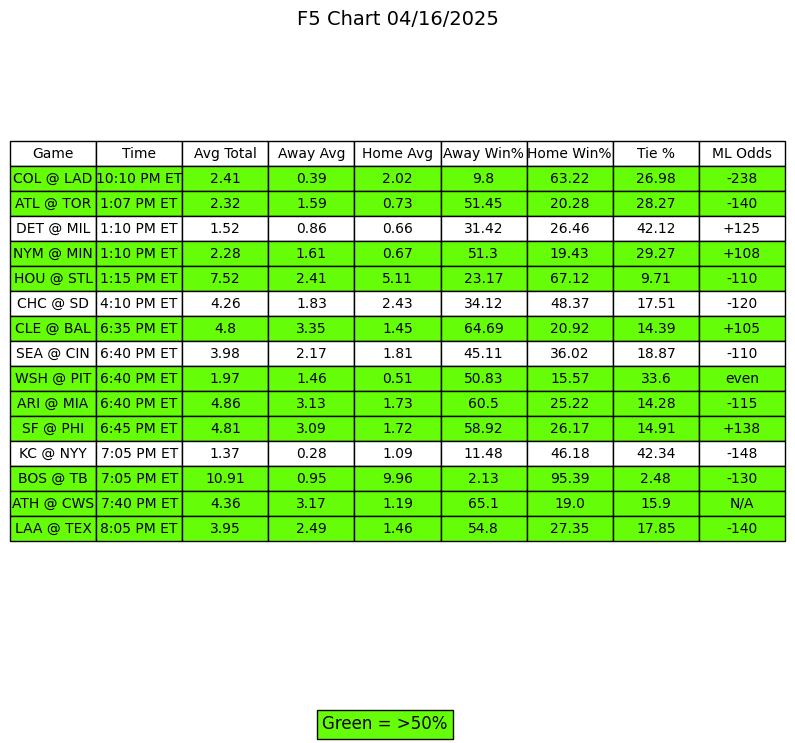 F5 Chart 04/16/2025
Game Time Avg Total Away Avg Home Avg Away Win% Home Win% Tie % ML Odds
COL @ LAD 10:10 PM ET 2.41 0.39 2.02 9.8 63.22 26.98 -238
ATL @ TOR 1:07 PM ET 2.32 1.59 0.73 51.45 20.28 28.27 -140
DET @ MIL 1:10 PM ET 1.52 0.86 0.66 31.42 26.46 42.12 +125
NYM @ MIN 1:10 PM ET 2.28 1.61 0.67 51.3 19.43 29.27 +108
HOU @ STL 1:15 PM ET 7.52 2.41 5.11 23.17 67.12 9.71 -110
CHC @ SD 4:10 PM ET 4.26 1.83 2.43 34.12 48.37 17.51 -120
CLE @ BAL 6:35 PM ET 4.8 3.35 1.45 64.69 20.92 14.39 +105
SEA @ CIN 6:40 PM ET 3.98 2.17 1.81 45.11 36.02 18.87 -110
WSH @ PIT 6:40 PM ET 1.97 1.46 0.51 50.83 15.57 33.6 even
ARI @ MIA 6:40 PM ET 4.86 3.13 1.73 60.5 25.22 14.28 -115
SF @ PHI 6:45 PM ET 4.81 3.09 1.72 58.92 26.17 14.91 +138
KC @ NYY 7:05 PM ET 1.37 0.28 1.09 11.48 46.18 42.34 -148
BOS @ TB 7:05 PM ET 10.91 0.95 9.96 2.13 95.39 2.48 -130
ATH @ CWS 7:40 PM ET 4.36 3.17 1.19 65.1 19.0 15.9 N/A
LAA @ TEX 8:05 PM ET 3.95 2.49 1.46 54.8 27.35 17.85 -140
Green = >50%